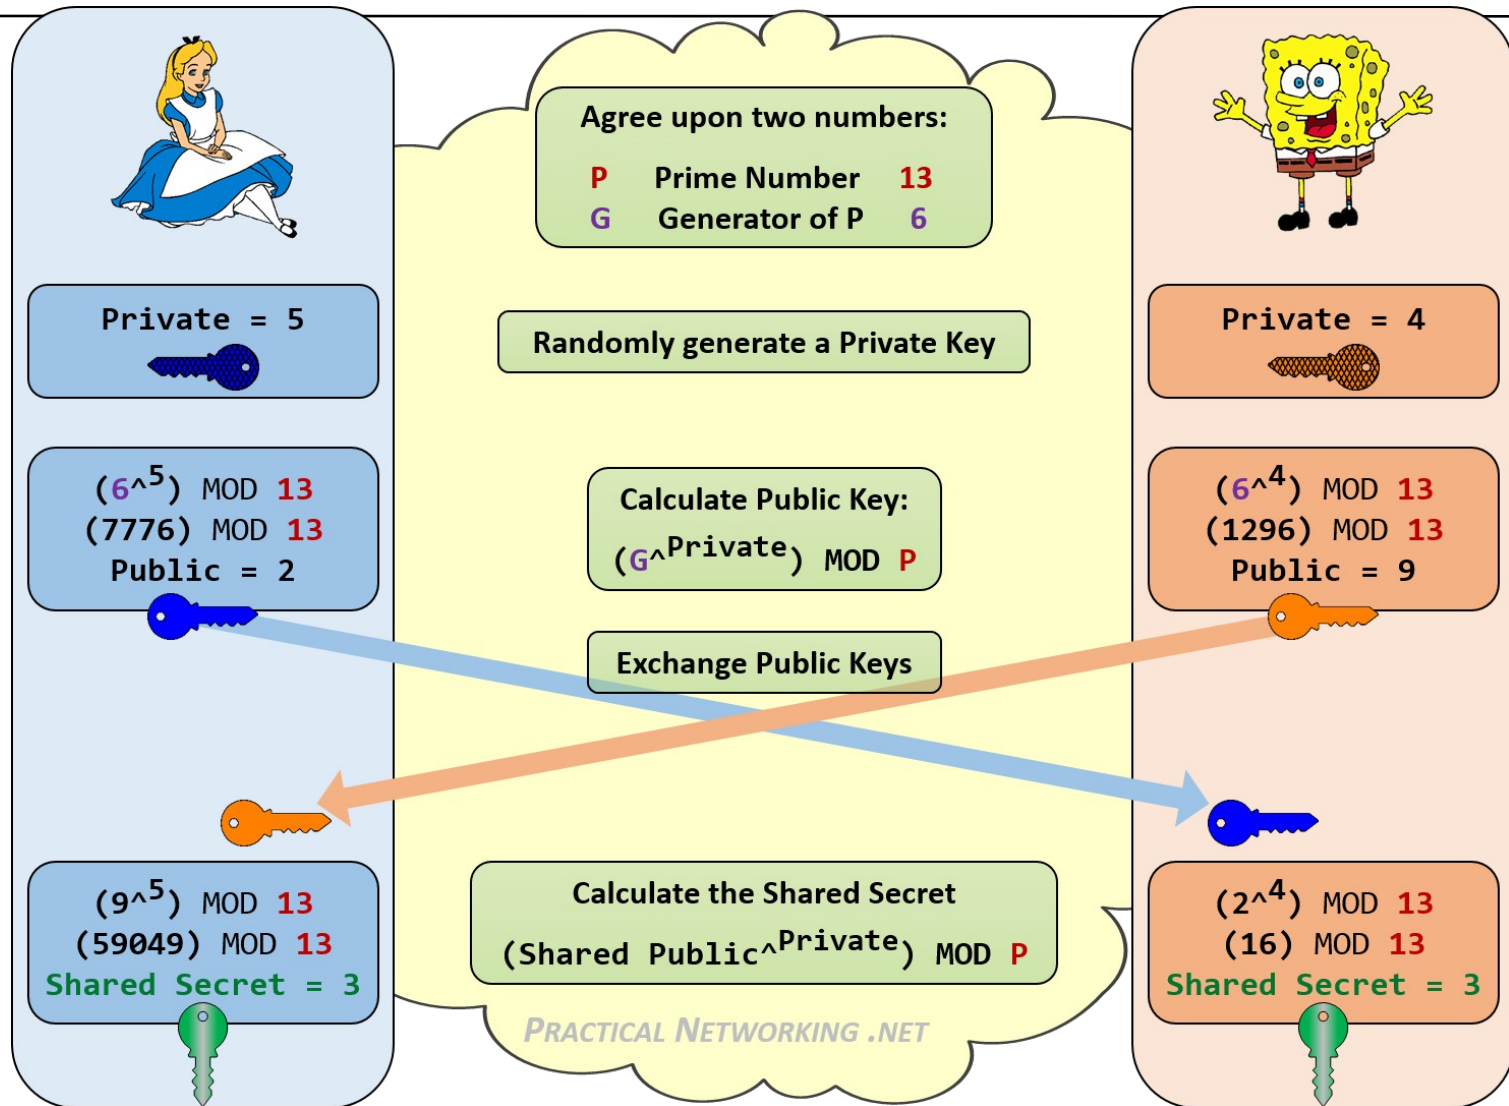 Agree upon two numbers:
P Prime Number 13
G Generator of P 6
Private = 5
Randomly generate a Private Key
Private = 4
(6^5) MOD 13
(7776) MOD 13
Public = 2
Calculate Public Key:
(G^Private) MOD P
(6^4) MOD 13
(1296) MOD 13
Public = 9
Exchange Public Keys
(9^5) MOD 13
(59049) MOD 13
Shared Secret = 3
Calculate the Shared Secret
(Shared Public^Private) MOD P
(2^4) MOD 13
(16) MOD 13
Shared Secret = 3
PRACTICAL NETWORKING .NET